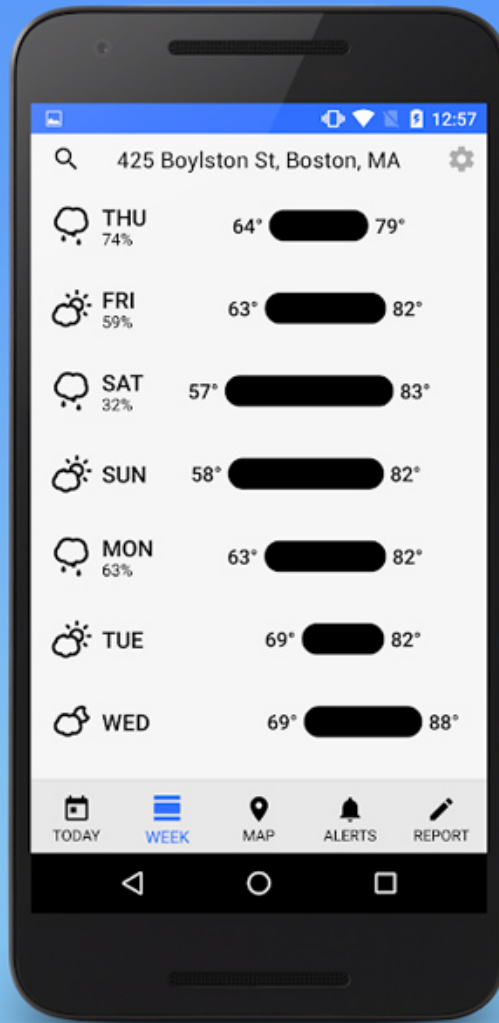 12:57
425 Boylston St, Boston, MA
THU 64° 79°
74%
FRI 63° 82°
59%
SAT 57° 83°
32%
SUN 58° 82°
MON 63° 82°
63%
TUE 69° 82°
WED 69° 88°
TODAY WEEK MAP ALERTS REPORT